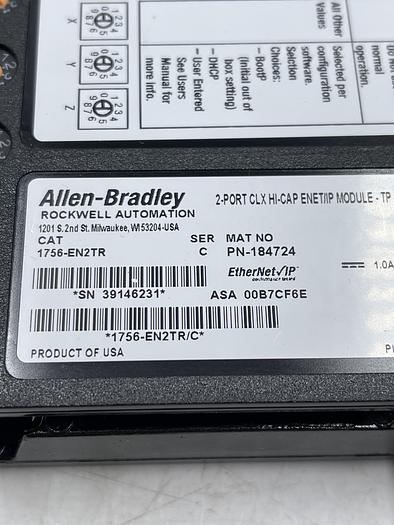 X
Y
Z
All Other
Values
Selected per
configuration
software.
Selection
Choices:
– BootP
(Initial out of
box setting)
– DHCP
– User Entered
See Users
Manual for
more info.
normal
operation.
Allen-Bradley
ROCKWELL AUTOMATION
1201 S. 2nd St. Milwaukee, WI 53204-USA
2-PORT CLX HI-CAP ENET/IP MODULE - TP
CAT SER MAT NO
1756-EN2TR C PN-184724
EtherNet/IP
1.0A
*SN 39146231* ASA 00B7CF6E
*1756-EN2TR/C*
PRODUCT OF USA